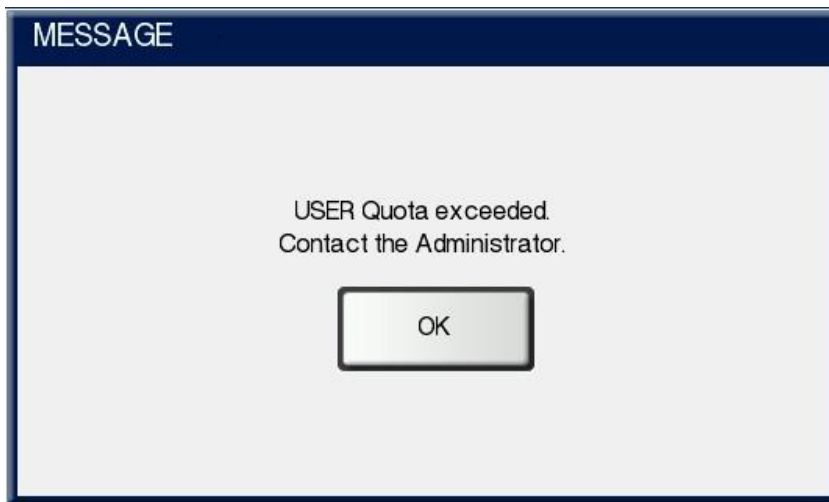 MESSAGE
USER Quota exceeded.
Contact the Administrator.
OK